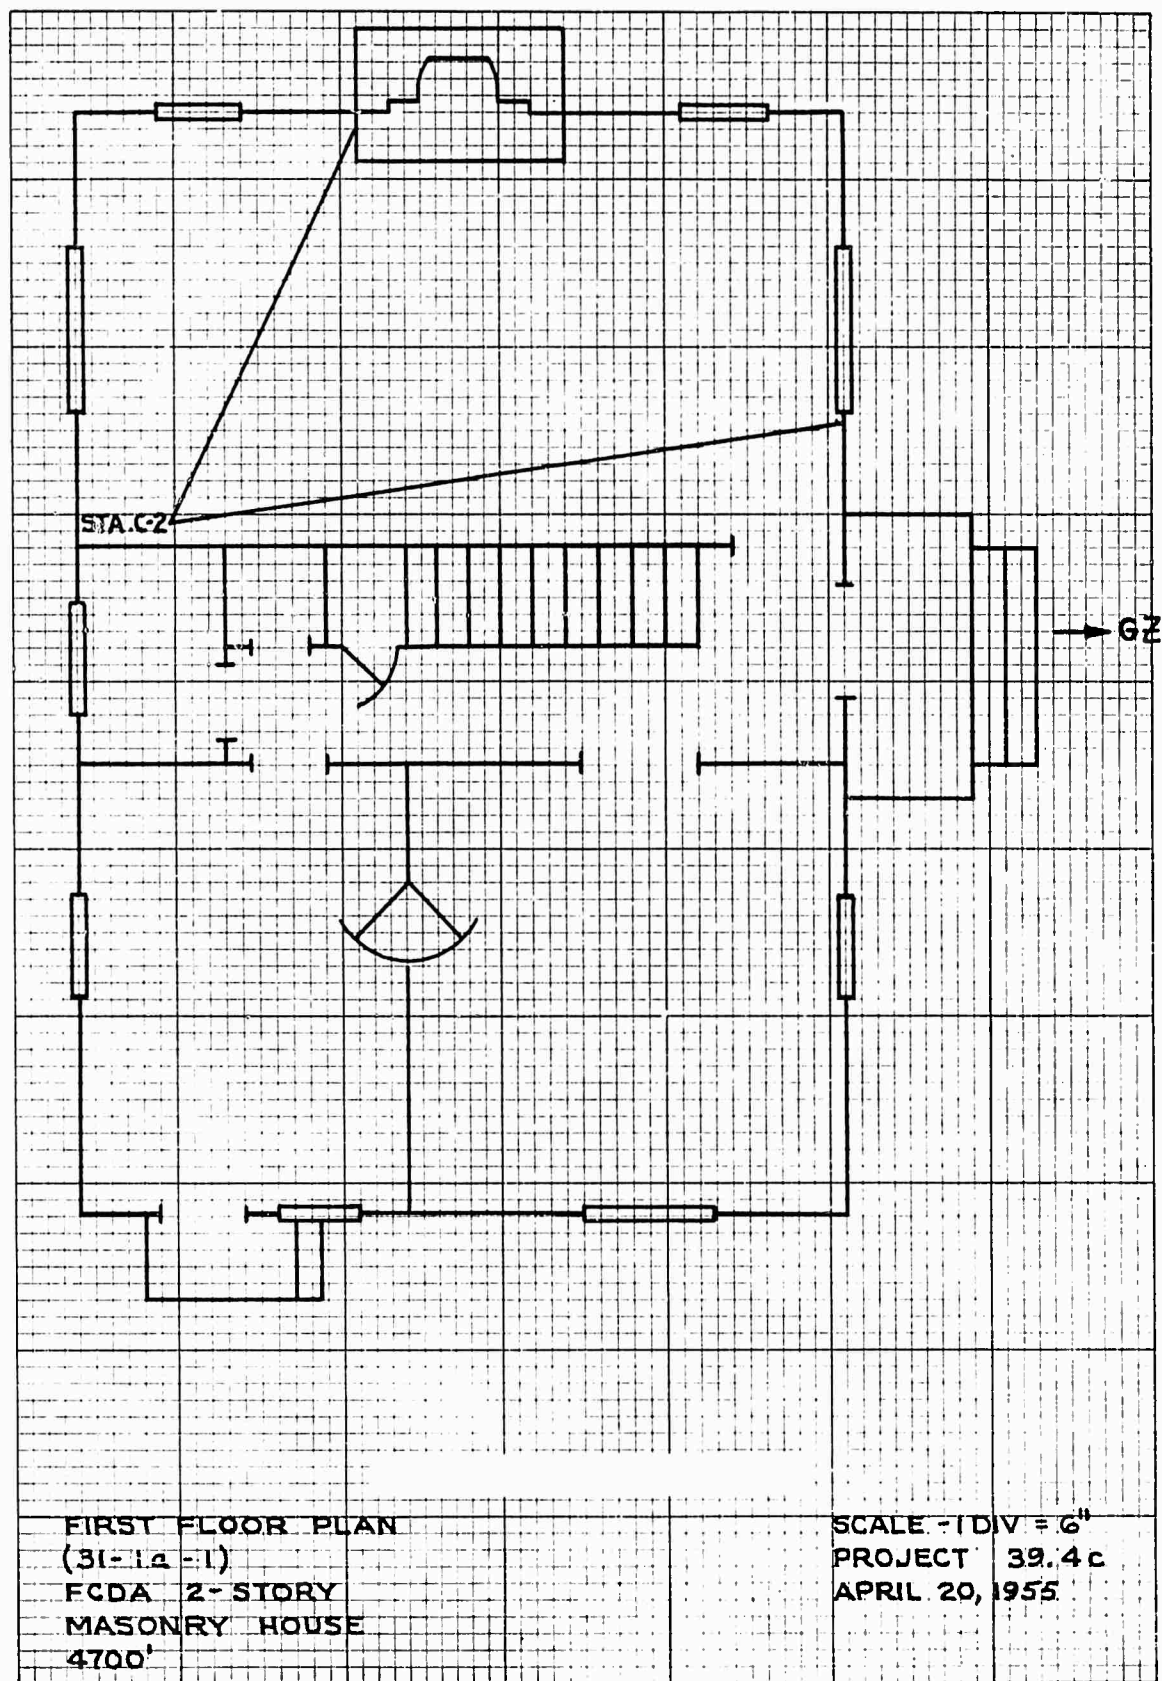 STA. C-2
GZ
FIRST FLOOR PLAN
(31-1a-1)
FCDA 2-STORY
MASONRY HOUSE
4700'
SCALE - 1 DIV = 6"
PROJECT 39.4c
APRIL 20, 1955